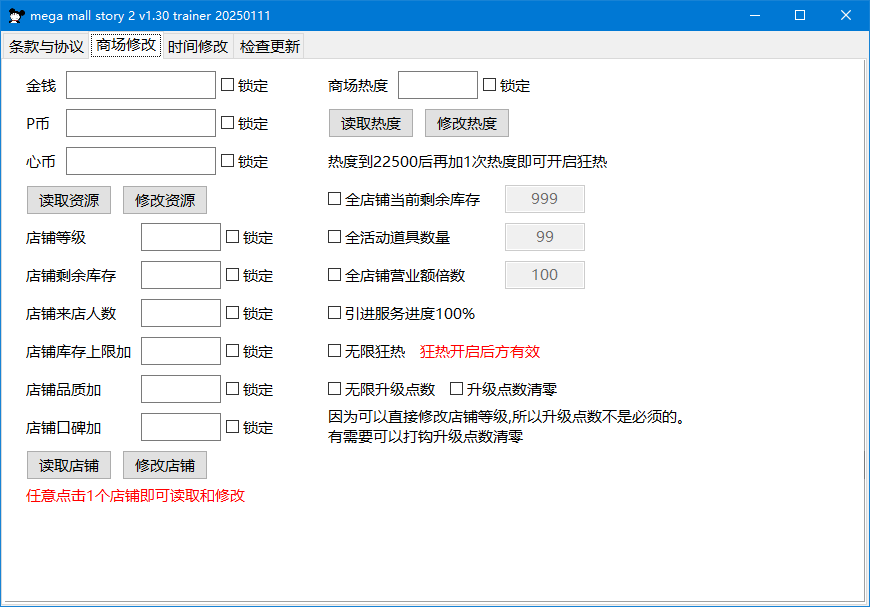 mega mall story 2 v1.30 trainer 20250111
条款与协议 商场修改 时间修改 检查更新
金钱 锁定
P币 锁定
心币 锁定
读取资源 修改资源
店铺等级 锁定
店铺剩余库存 锁定
店铺来店人数 锁定
店铺库存上限加 锁定
店铺品质加 锁定
店铺口碑加 锁定
读取店铺 修改店铺
任意点击1个店铺即可读取和修改
商场热度 锁定
读取热度 修改热度
热度到22500后再加1次热度即可开启狂热
全店铺当前剩余库存 999
全活动道具数量 99
全店铺营业额倍数 100
引进服务进度100%
无限狂热 狂热开启后方有效
无限升级点数 升级点数清零
因为可以直接修改店铺等级,所以升级点数不是必须的。
有需要可以打钩升级点数清零